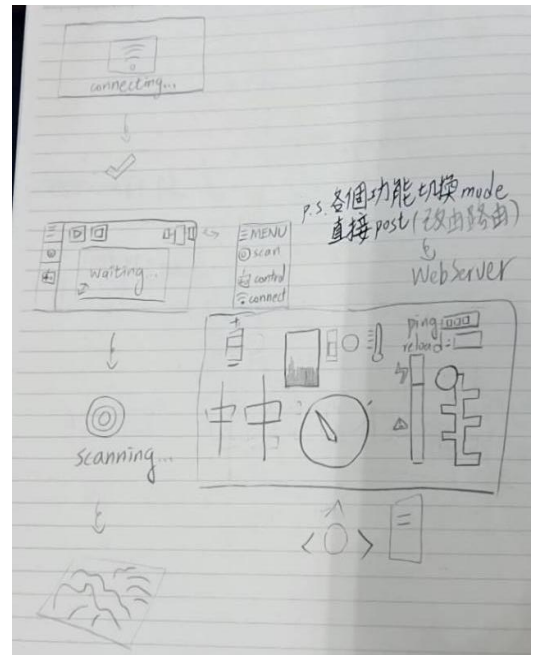 connecting...
p.s. 各個功能切換mode
直接post(改由路由)
WebServer
MENU
scan
control
connect
waiting...
ping:
reload:
scanning...